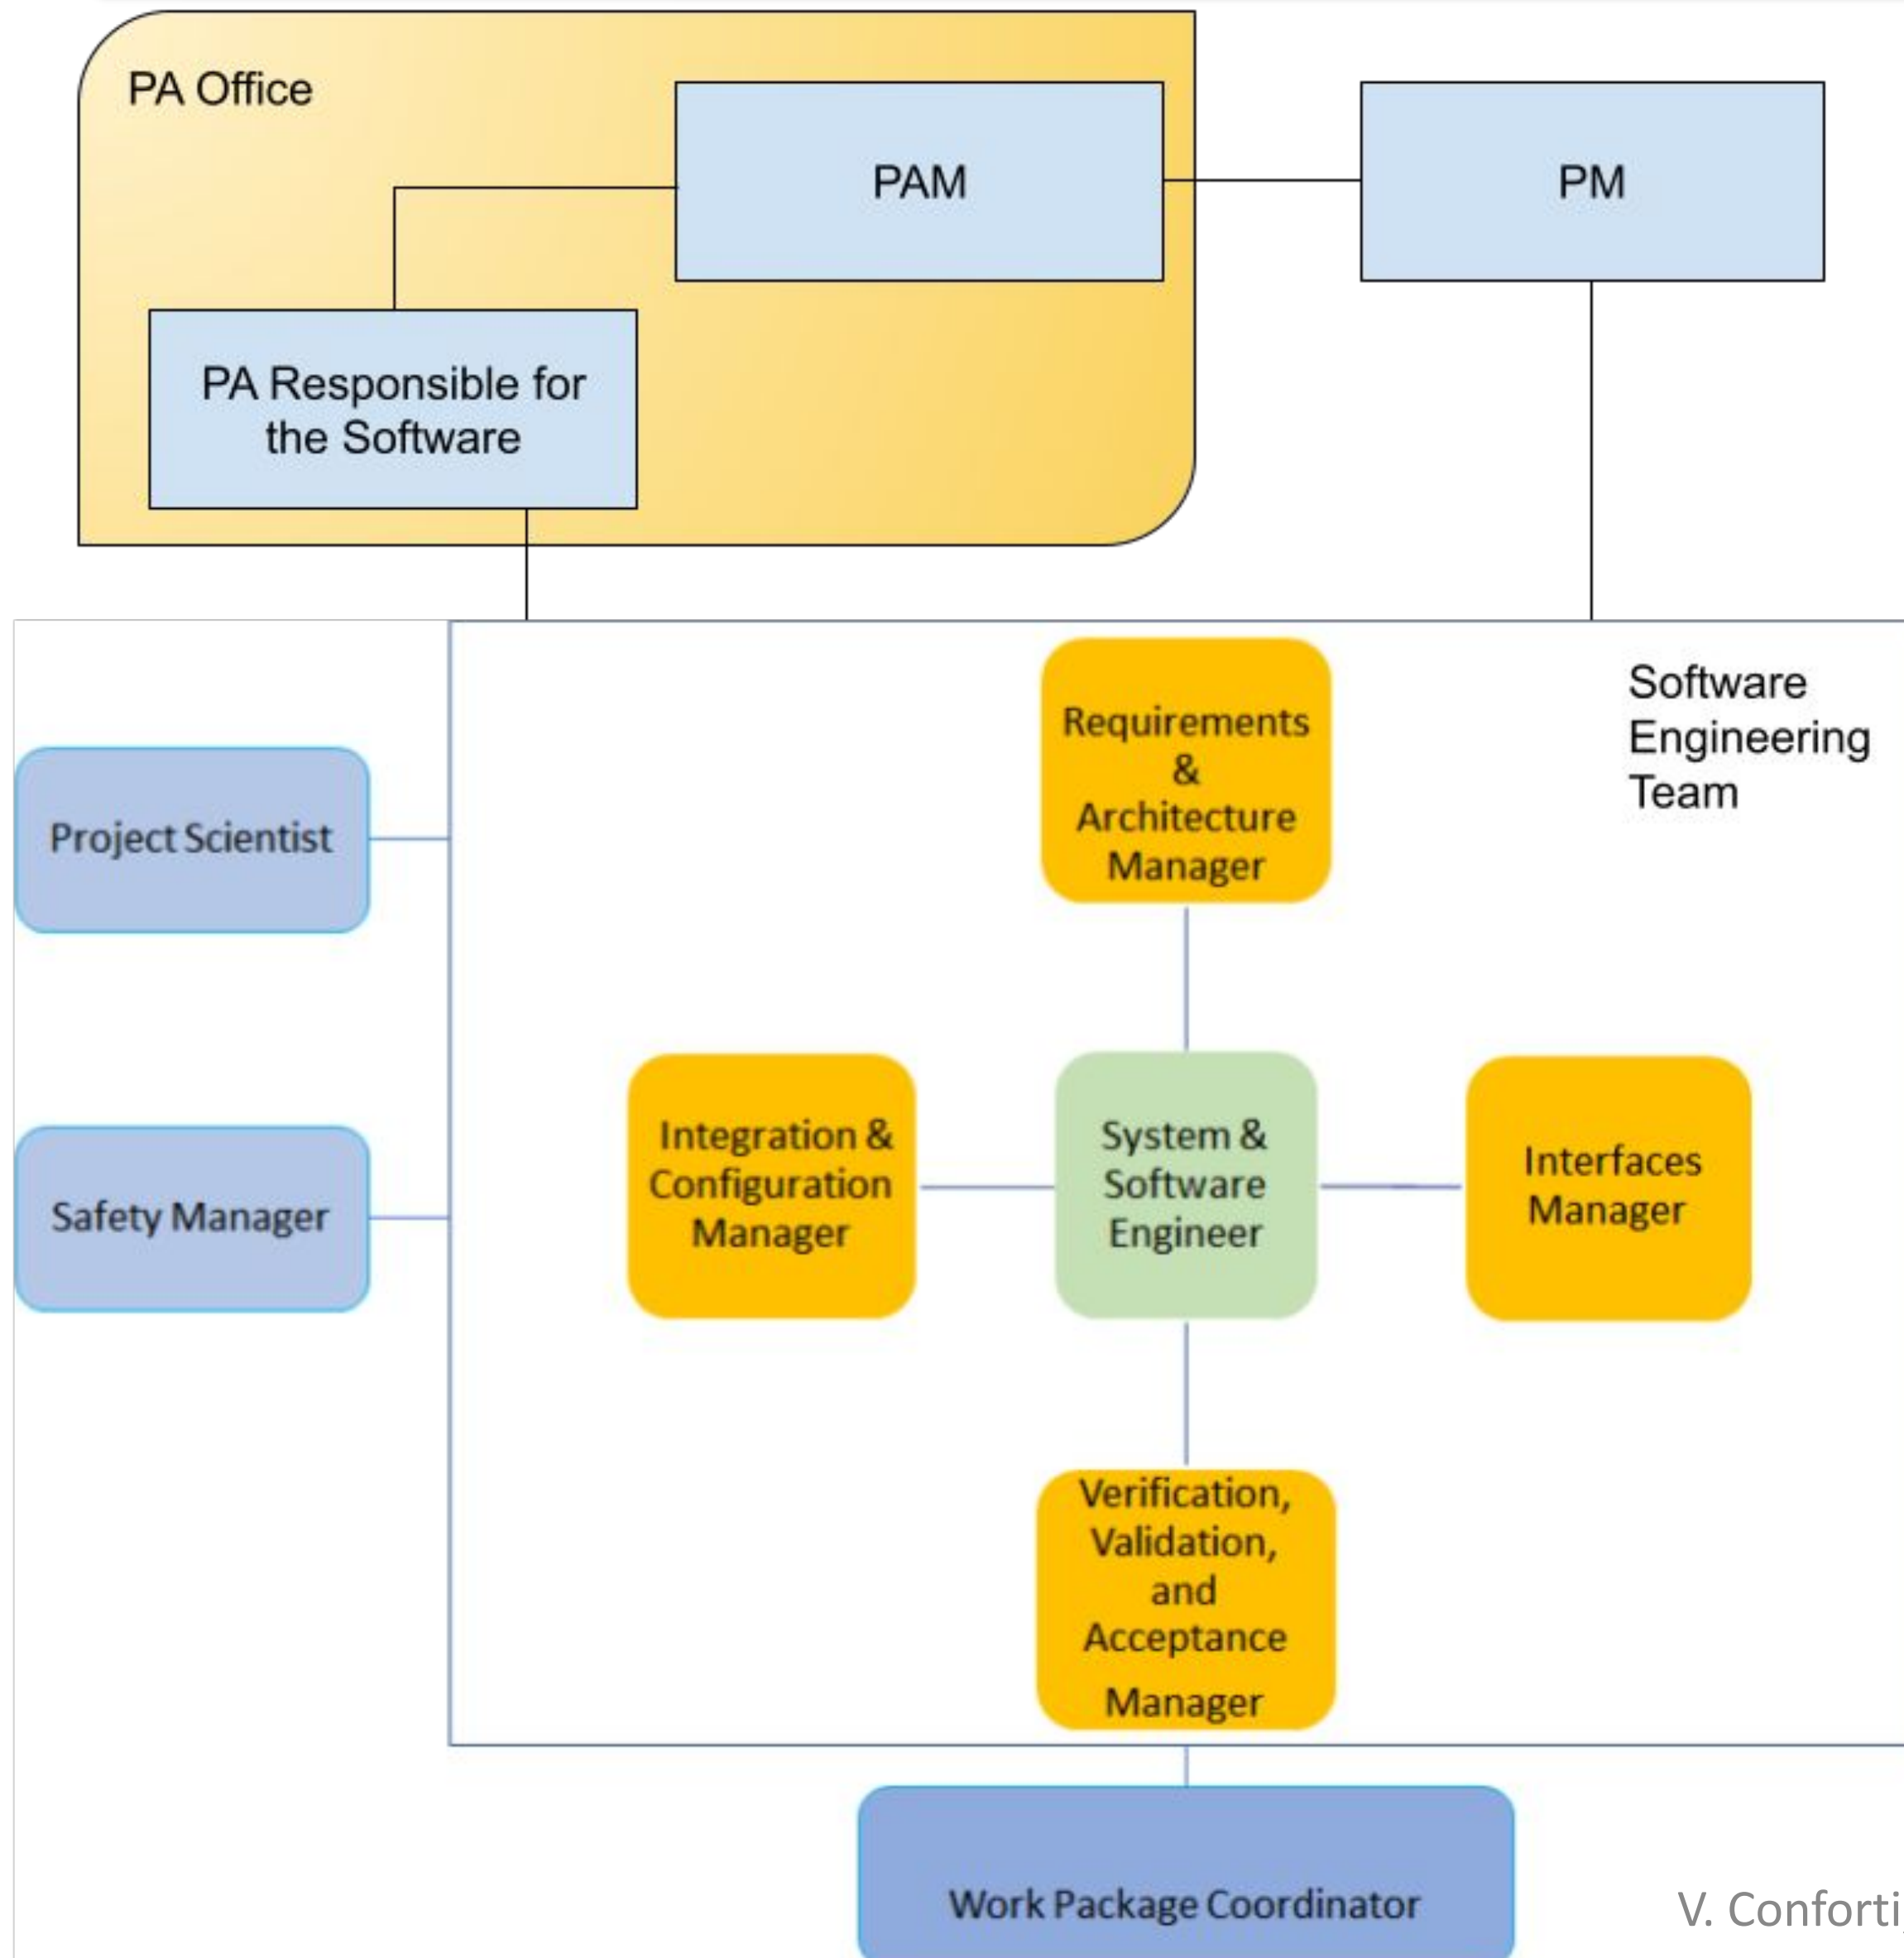 PA Office
PAM
PM
PA Responsible for
the Software
Software
Engineering
Team
Requirements
&
Architecture
Manager
Project Scientist
Integration &
Configuration
Manager
System &
Software
Engineer
Interfaces
Manager
Safety Manager
Verification,
Validation,
and
Acceptance
Manager
Work Package Coordinator
V. Conforti